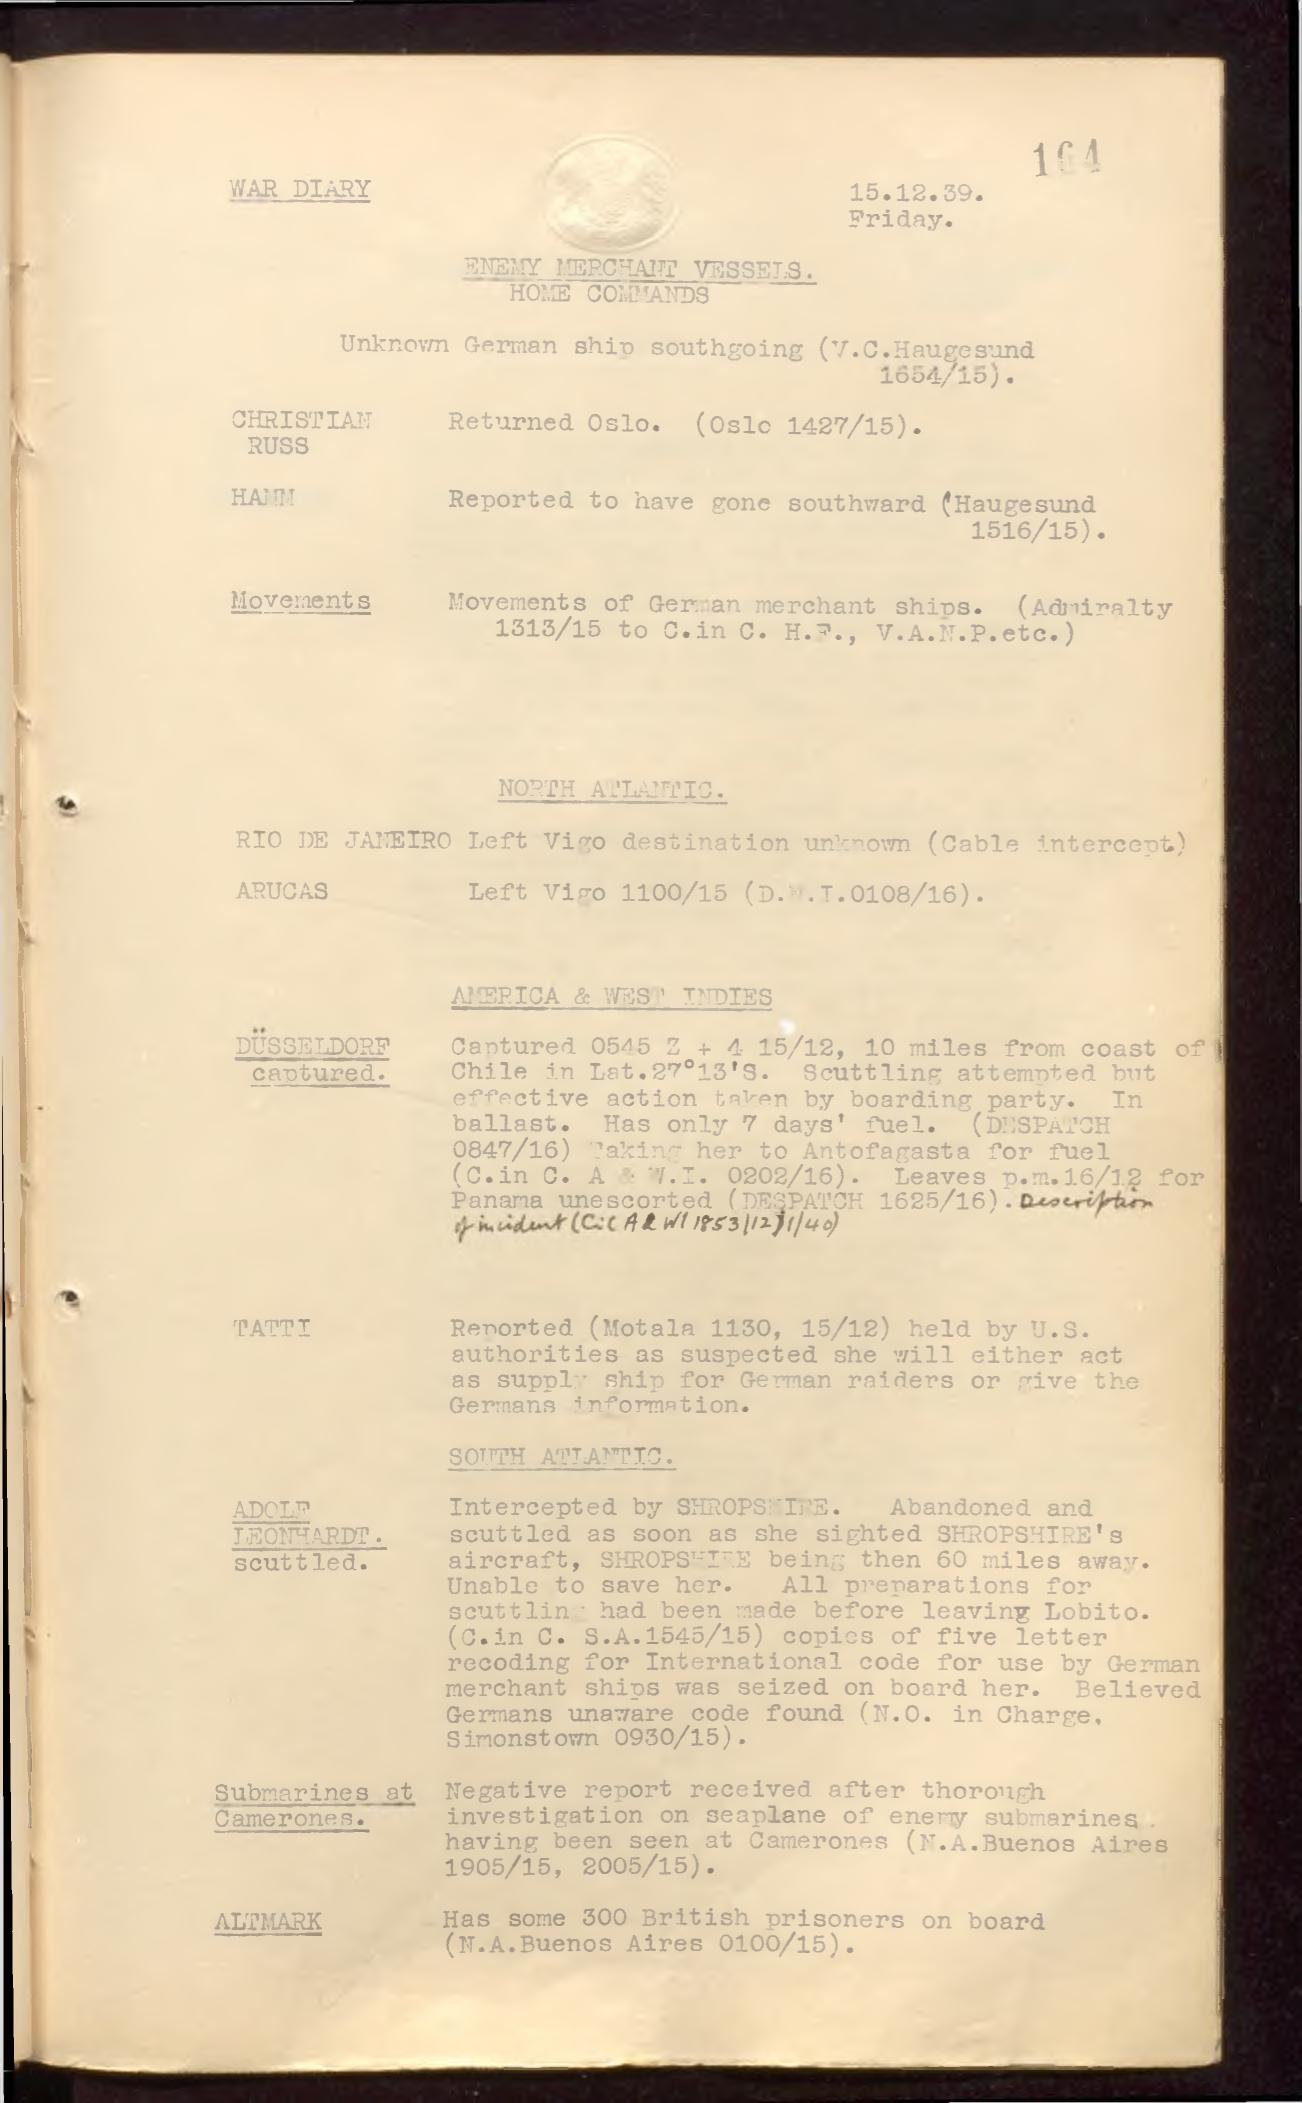 164
WAR DIARY
15.12.39.
Friday.
ENEMY MERCHANT VESSELS.
HOME COMMANDS
Unknown German ship southgoing (V.C.Haugesund
1654/15).
CHRISTIAN Returned Oslo. (Oslo 1427/15).
RUSS
HAMM Reported to have gone southward (Haugesund
1516/15).
Movements Movements of German merchant ships. (Admiralty
1313/15 to C.in C. H.F., V.A.N.P.etc.)
NORTH ATLANTIC.
RIO DE JANEIRO Left Vigo destination unknown (Cable intercept)
ARUCAS Left Vigo 1100/15 (D.N.I.0108/16).
AMERICA & WEST INDIES
DÜSSELDORF Captured 0545 Z + 4 15/12, 10 miles from coast of
captured. Chile in Lat.27°13'S. Scuttling attempted but
effective action taken by boarding party. In
ballast. Has only 7 days' fuel. (DESPATCH
0847/16) Taking her to Antofagasta for fuel
(C.in C. A & W.I. 0202/16). Leaves p.m.16/12 for
Panama unescorted (DESPATCH 1625/16). Description
of incident (CiC A & WI 1853/12/1/40)
TATTI Reported (Motala 1130, 15/12) held by U.S.
authorities as suspected she will either act
as supply ship for German raiders or give the
Germans information.
SOUTH ATLANTIC.
ADOLF Intercepted by SHROPSHIRE. Abandoned and
LEONHARDT. scuttled as soon as she sighted SHROPSHIRE's
scuttled. aircraft, SHROPSHIRE being then 60 miles away.
Unable to save her. All preparations for
scuttling had been made before leaving Lobito.
(C.in C. S.A.1545/15) copies of five letter
recoding for International code for use by German
merchant ships was seized on board her. Believed
Germans unaware code found (N.O. in Charge,
Simonstown 0930/15).
Submarines at Negative report received after thorough
Camerones. investigation on seaplane of enemy submarines
having been seen at Camerones (N.A.Buenos Aires
1905/15, 2005/15).
ALTMARK Has some 300 British prisoners on board
(N.A.Buenos Aires 0100/15).